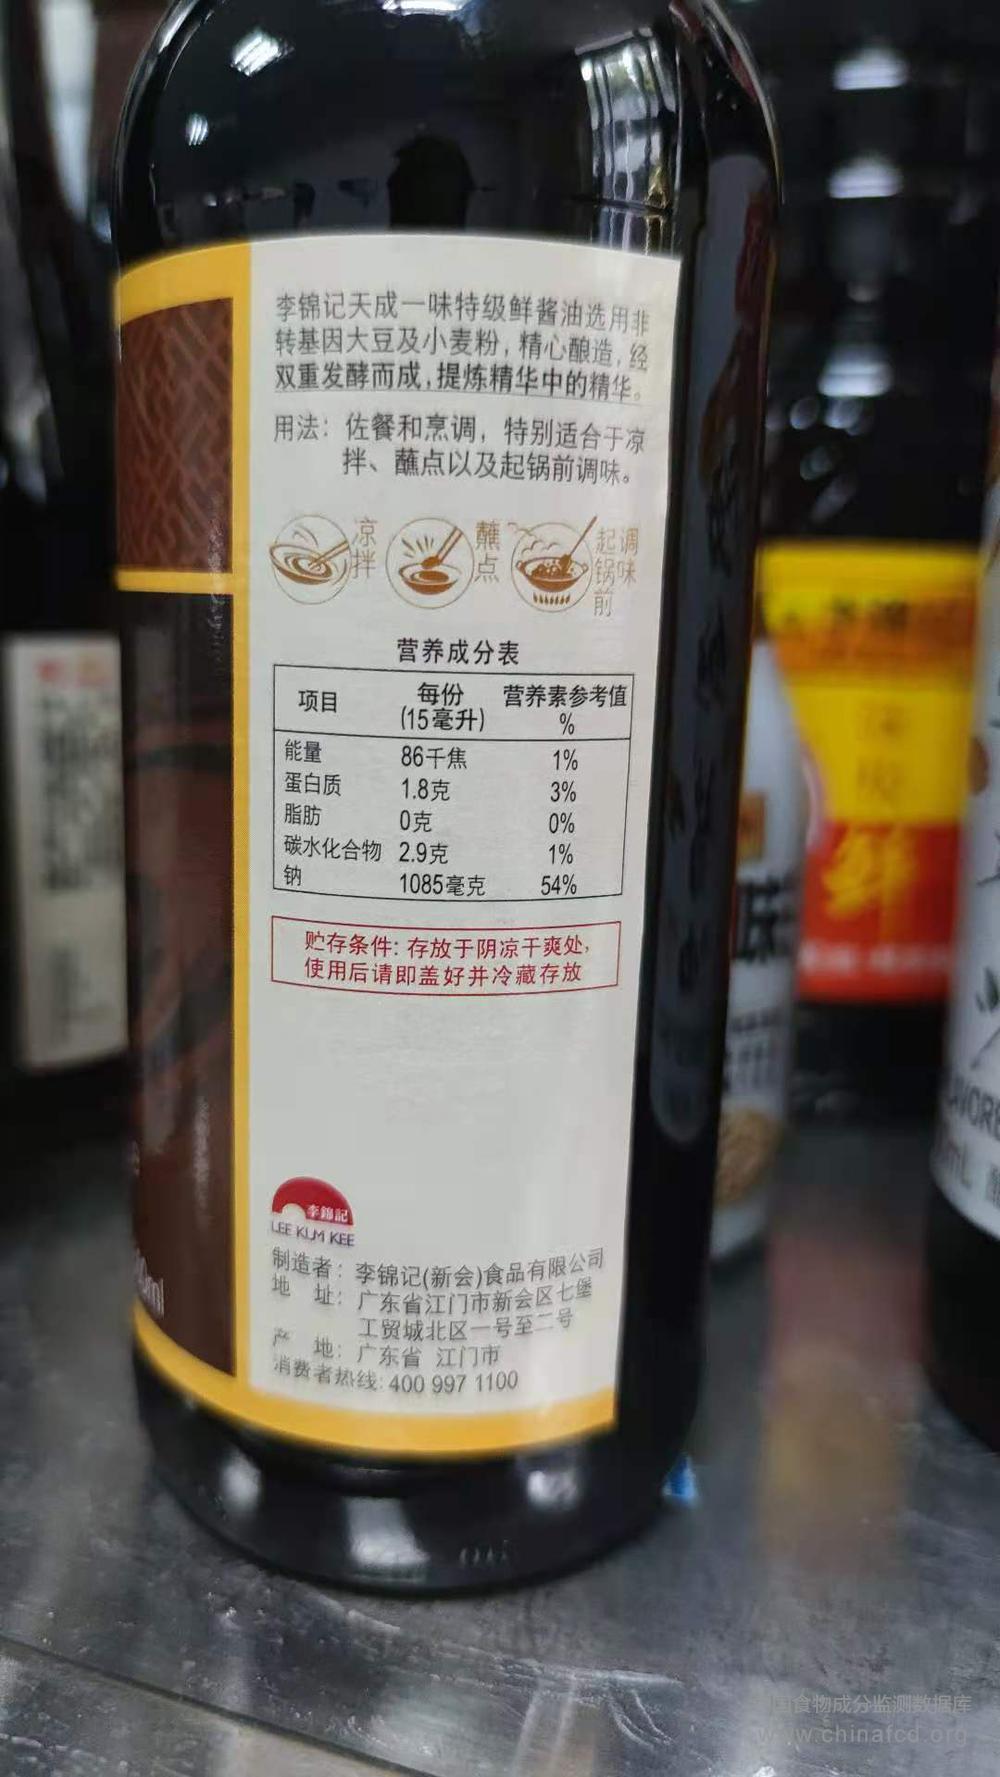 李锦记天成一味特级鲜酱油选用非
转基因大豆及小麦粉，精心酿造，经
双重发酵而成，提炼精华中的精华。
用法：佐餐和烹调，特别适合于凉
拌、蘸点以及起锅前调味。
凉拌
蘸点
起锅前调味
营养成分表
项目 每份(15毫升) 营养素参考值%
能量 86千焦 1%
蛋白质 1.8克 3%
脂肪 0克 0%
碳水化合物 2.9克 1%
钠 1085毫克 54%
贮存条件：存放于阴凉干爽处，
使用后请即盖好并冷藏存放
李錦記
LEE KUM KEE
制造者：李锦记(新会)食品有限公司
地 址：广东省江门市新会区七堡
工贸城北区一号至二号
产 地：广东省 江门市
消费者热线：400 997 1100
味
鲜
国食物成分监测数据库
www.chinafcd.org